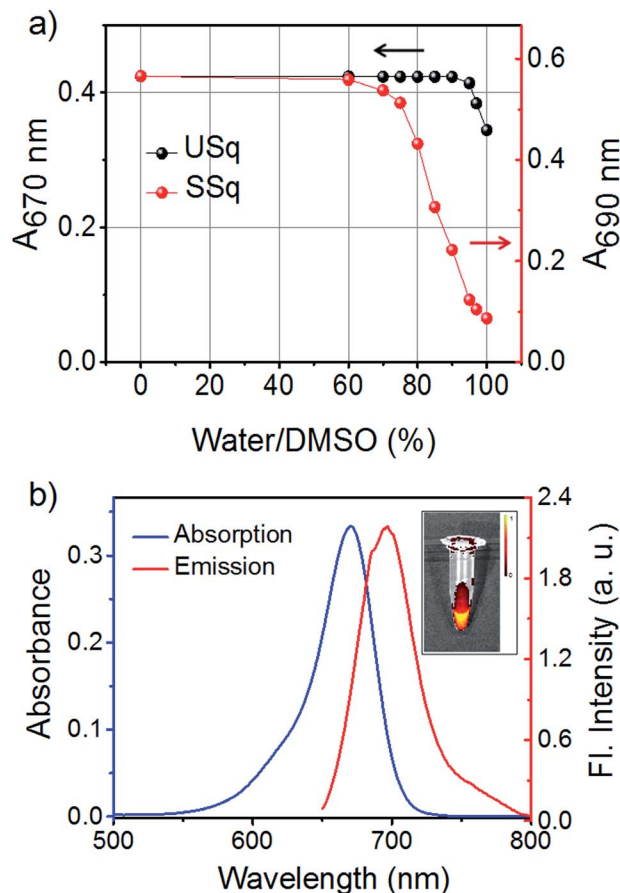 a)
USq
SSq
A670 nm
0.4
0.2
0.0
A690 nm
0.6
0.4
0.2
0.0
0 20 40 60 80 100
Water/DMSO (%)
b)
Absorption
Emission
1
0
Absorbance
0.3
0.2
0.1
0.0
Fl. Intensity (a. u.)
2.4
1.8
1.2
0.6
0.0
500 600 700 800
Wavelength (nm)